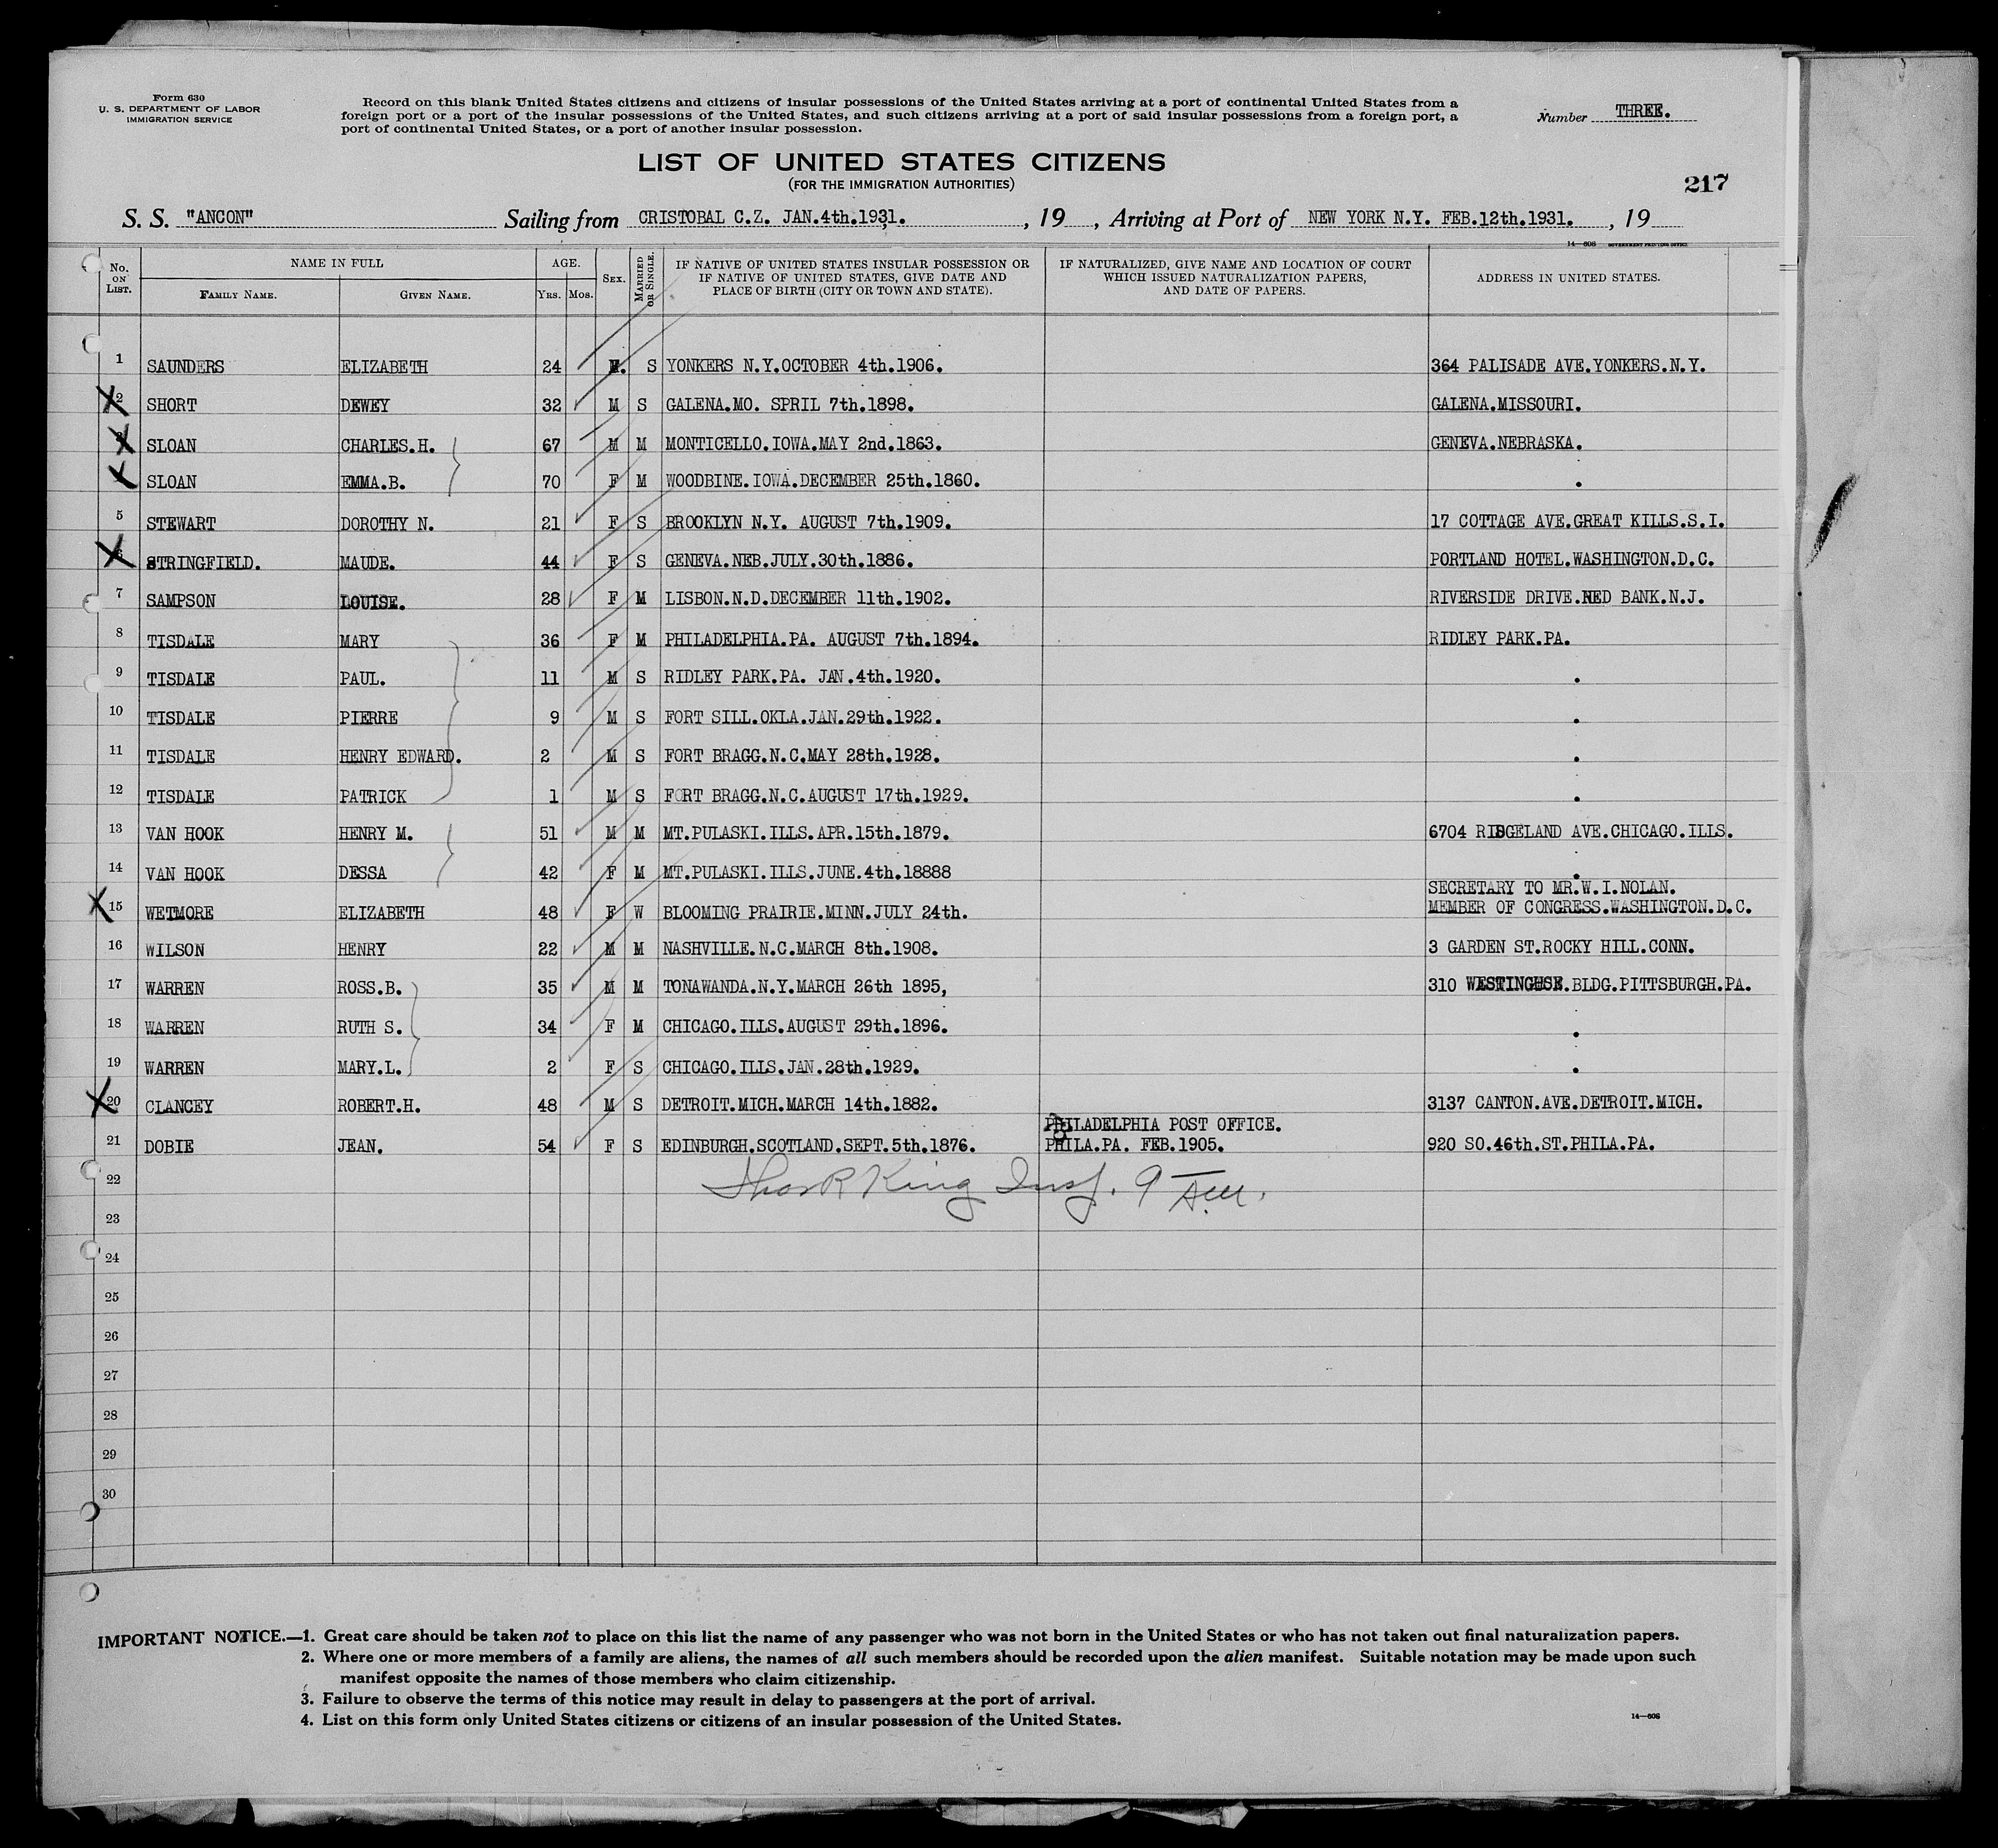 Form 630
U. S. DEPARTMENT OF LABOR
IMMIGRATION SERVICE
Record on this blank United States citizens and citizens of insular possessions of the United States arriving at a port of continental United States from a
foreign port or a port of the insular possessions of the United States, and such citizens arriving at a port of said insular possessions from a foreign port, a
port of continental United States, or a port of another insular possession.
Number THREE.
LIST OF UNITED STATES CITIZENS
(FOR THE IMMIGRATION AUTHORITIES)
217
S. S. "ANCON" Sailing from CRISTOBAL C.Z. JAN.4th.1931. , 19 , Arriving at Port of NEW YORK N.Y. FEB.12th.1931. , 19
14—608 GOVERNMENT PRINTING OFFICE
No. ON LIST. NAME IN FULL AGE. SEX. MARRIED OR SINGLE. IF NATIVE OF UNITED STATES INSULAR POSSESSION OR IF NATIVE OF UNITED STATES, GIVE DATE AND PLACE OF BIRTH (CITY OR TOWN AND STATE). IF NATURALIZED, GIVE NAME AND LOCATION OF COURT WHICH ISSUED NATURALIZATION PAPERS, AND DATE OF PAPERS. ADDRESS IN UNITED STATES.
FAMILY NAME. GIVEN NAME. YRS. MOS.
1 SAUNDERS ELIZABETH 24 F. S YONKERS N.Y.OCTOBER 4th.1906. 364 PALISADE AVE.YONKERS.N.Y.
X 2 SHORT DEWEY 32 M S GALENA.MO. SPRIL 7th.1898. GALENA.MISSOURI.
X 3 SLOAN CHARLES.H. 67 M M MONTICELLO.IOWA.MAY 2nd.1863. GENEVA.NEBRASKA.
X SLOAN EMMA.B. 70 F M WOODBINE.IOWA.DECEMBER 25th.1860. .
5 STEWART DOROTHY N. 21 F S BROOKLYN N.Y. AUGUST 7th.1909. 17 COTTAGE AVE.GREAT KILLS.S.I.
X 6 STRINGFIELD. MAUDE. 44 F S GENEVA.NEB.JULY.30th.1886. PORTLAND HOTEL.WASHINGTON.D.C.
7 SAMPSON LOUISE. 28 F M LISBON.N.D.DECEMBER 11th.1902. RIVERSIDE DRIVE.RED BANK.N.J.
8 TISDALE MARY 36 F M PHILADELPHIA.PA. AUGUST 7th.1894. RIDLEY PARK.PA.
9 TISDALE PAUL. 11 M S RIDLEY PARK.PA. JAN.4th.1920. .
10 TISDALE PIERRE 9 M S FORT SILL.OKLA.JAN.29th.1922. .
11 TISDALE HENRY EDWARD. 2 M S FORT BRAGG.N.C.MAY 28th.1928. .
12 TISDALE PATRICK 1 M S FORT BRAGG.N.C.AUGUST 17th.1929. .
13 VAN HOOK HENRY M. 51 M M MT.PULASKI.ILLS.APR.15th.1879. 6704 RIDGELAND AVE.CHICAGO.ILLS.
14 VAN HOOK DESSA 42 F M MT.PULASKI.ILLS.JUNE.4th.18888 .
SECRETARY TO MR.W.I.NOLAN.
X 15 WETMORE ELIZABETH 48 F W BLOOMING PRAIRIE.MINN.JULY 24th. MEMBER OF CONGRESS.WASHINGTON.D.C.
16 WILSON HENRY 22 M M NASHVILLE.N.C.MARCH 8th.1908. 3 GARDEN ST.ROCKY HILL.CONN.
17 WARREN ROSS.B. 35 M M TONAWANDA.N.Y.MARCH 26th 1895, 310 WESTINGHSE.BLDG.PITTSBURGH.PA.
18 WARREN RUTH S. 34 F M CHICAGO.ILLS.AUGUST 29th.1896. .
19 WARREN MARY.L. 2 F S CHICAGO.ILLS.JAN.28th.1929. .
X 20 CLANCEY ROBERT.H. 48 M S DETROIT.MICH.MARCH 14th.1882. 3137 CANTON.AVE.DETROIT.MICH.
PHILADELPHIA POST OFFICE.
21 DOBIE JEAN. 54 F S EDINBURGH.SCOTLAND.SEPT.5th.1876. PHILA.PA. FEB.1905. 920 SO.46th.ST.PHILA.PA.
22 Thos R King Insp. 9 AM.
23
24
25
26
27
28
29
30
IMPORTANT NOTICE.—1. Great care should be taken not to place on this list the name of any passenger who was not born in the United States or who has not taken out final naturalization papers.
2. Where one or more members of a family are aliens, the names of all such members should be recorded upon the alien manifest. Suitable notation may be made upon such
manifest opposite the names of those members who claim citizenship.
3. Failure to observe the terms of this notice may result in delay to passengers at the port of arrival.
4. List on this form only United States citizens or citizens of an insular possession of the United States.
14—608